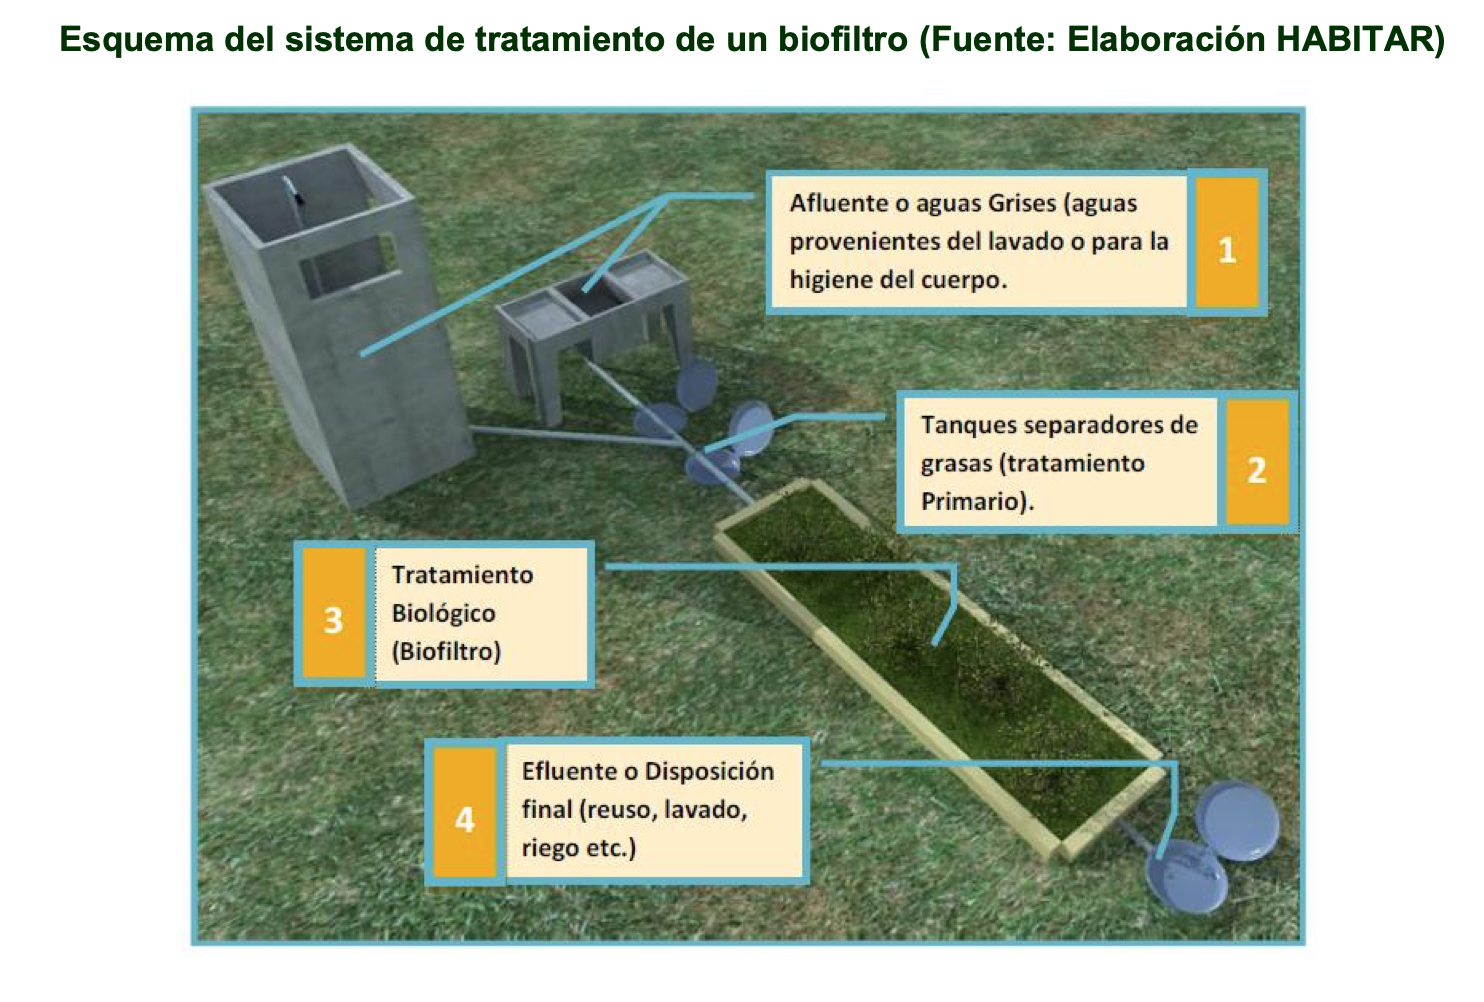 Esquema del sistema de tratamiento de un biofiltro (Fuente: Elaboración HABITAR)
Afluente o aguas Grises (aguas
provenientes del lavado o para la
higiene del cuerpo.
1
Tanques separadores de
grasas (tratamiento
Primario).
2
3
Tratamiento
Biológico
(Biofiltro)
4
Efluente o Disposición
final (reuso, lavado,
riego etc.)